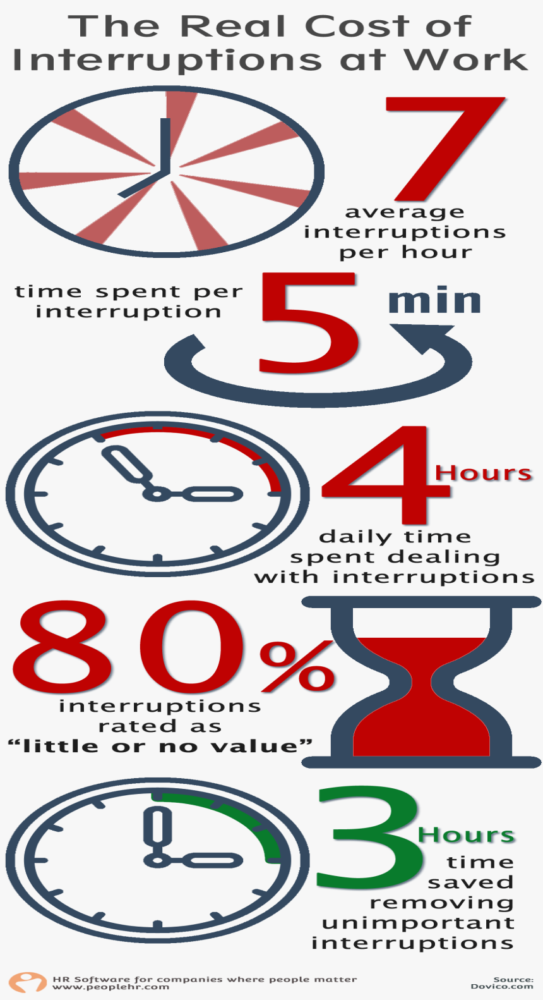 The Real Cost of
Interruptions at Work
7
average
interruptions
per hour
time spent per
interruption
5 min
4 Hours
daily time
spent dealing
with interruptions
80%
interruptions
rated as
“little or no value”
3 Hours
time
saved
removing
unimportant
interruptions
HR Software for companies where people matter
www.peoplehr.com
Source:
Dovico.com